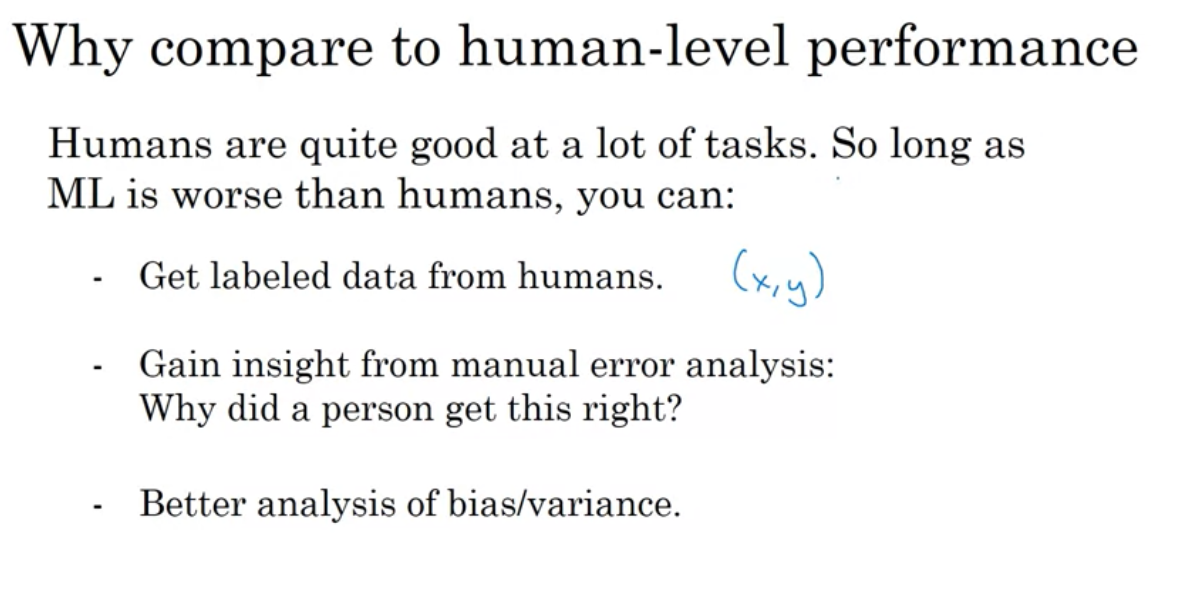 Why compare to human-level performance
Humans are quite good at a lot of tasks. So long as
ML is worse than humans, you can:
- Get labeled data from humans. (x,y)
- Gain insight from manual error analysis:
Why did a person get this right?
- Better analysis of bias/variance.